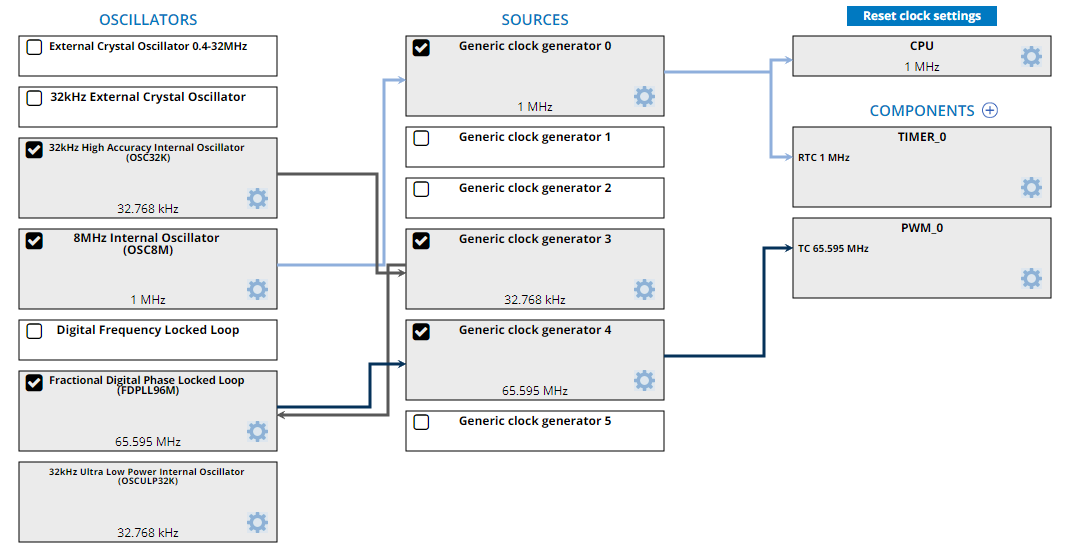 OSCILLATORS
External Crystal Oscillator 0.4-32MHz
32kHz External Crystal Oscillator
32kHz High Accuracy Internal Oscillator
(OSC32K)
32.768 kHz
8MHz Internal Oscillator
(OSC8M)
1 MHz
Digital Frequency Locked Loop
Fractional Digital Phase Locked Loop
(FDPLL96M)
65.595 MHz
32kHz Ultra Low Power Internal Oscillator
(OSCULP32K)
32.768 kHz
SOURCES
Generic clock generator 0
1 MHz
Generic clock generator 1
Generic clock generator 2
Generic clock generator 3
32.768 kHz
Generic clock generator 4
65.595 MHz
Generic clock generator 5
Reset clock settings
CPU
1 MHz
COMPONENTS
TIMER_0
RTC 1 MHz
PWM_0
TC 65.595 MHz